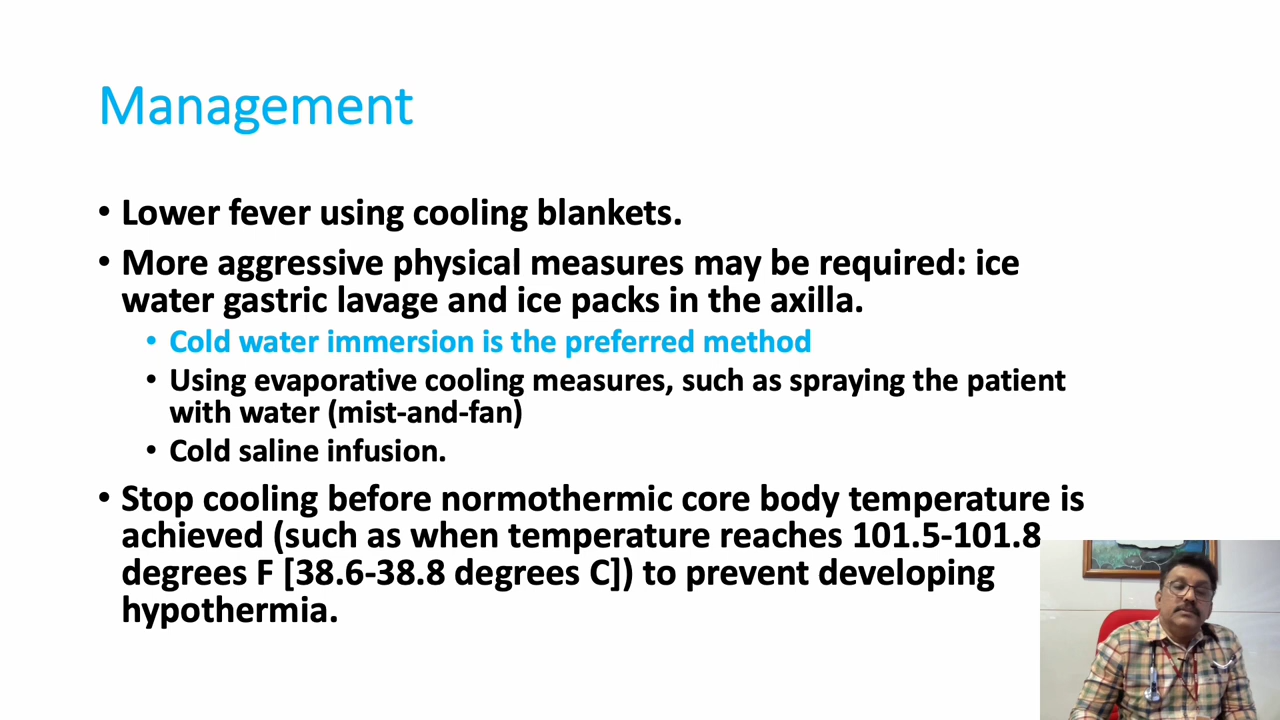 Management
• Lower fever using cooling blankets.
• More aggressive physical measures may be required: ice
water gastric lavage and ice packs in the axilla.
• Cold water immersion is the preferred method
• Using evaporative cooling measures, such as spraying the patient
with water (mist-and-fan)
• Cold saline infusion.
• Stop cooling before normothermic core body temperature is
achieved (such as when temperature reaches 101.5-101.8
degrees F [38.6-38.8 degrees C]) to prevent developing
hypothermia.